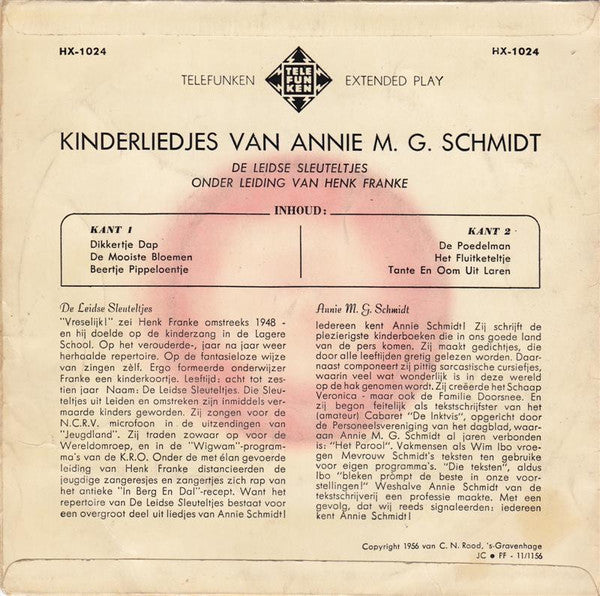 HX-1024 HX-1024
TELEFUNKEN TELE FUN KEN EXTENDED PLAY
KINDERLIEDJES VAN ANNIE M. G. SCHMIDT
DE LEIDSE SLEUTELTJES
ONDER LEIDING VAN HENK FRANKE
INHOUD:
KANT 1
Dikkertje Dap
De Mooiste Bloemen
Beertje Pippeloentje
KANT 2
De Poedelman
Het Fluitketeltje
Tante En Oom Uit Laren
De Leidse Sleuteltjes
"Vreselijk!" zei Henk Franke omstreeks 1948 -
en hij doelde op de kinderzang in de Lagere
School. Op het verouderde-, jaar na jaar weer
herhaalde repertoire. Op de fantasieloze wijze
van zingen zèlf. Ergo formeerde onderwijzer
Franke een kinderkoortje. Leeftijd: acht tot zes-
tien jaar Naam: De Leidse Sleuteltjes. Die Sleu-
teltjes uit Leiden en omstreken zijn inmiddels ver-
maarde kinders geworden. Zij zongen voor de
N.C.R.V. microfoon in de uitzendingen van
"Jeugdland". Zij traden zowaar op voor de
Wereldomroep, en in de "Wigwam"-program-
ma's van de K.R.O. Onder de met élan gevoerde
leiding van Henk Franke distancieerden de
jeugdige zangeresjes en zangertjes zich rap van
het antieke "In Berg En Dal"-recept. Want het
repertoire van De Leidse Sleuteltjes bestaat voor
een overgroot deel uit liedjes van Annie Schmidt!
Annie M. G. Schmidt
Iedereen kent Annie Schmidt! Zij schrijft de
plezierigste kinderboeken die in ons goede land
van de pers komen. Zij maakt gedichtjes, die
door alle leeftijden gretig gelezen worden. Daar-
naast componeert zij pittig sarcastische cursiefjes,
waarin veel wat wonderlijk is in deze wereld
op de hak genomen wordt. Zij creëerde het Schaap
Veronica - maar ook de Familie Doorsnee. En
zij begon feitelijk als tekstschrijfster van het
(amateur) Cabaret "De Inktvis", opgericht door
de Personeelsvereniging van het dagblad, waar-
aan Annie M. G. Schmidt al jaren verbonden
is: "Het Parool". Vakmensen als Wim Ibo vroe-
gen Mevrouw Schmidt's teksten ten gebruike
voor eigen programma's. "Die teksten", aldus
Ibo "bleken prómpt de beste in onze voor-
stellingen!" Weshalve Annie Schmidt van de
tekstschrijverij een professie maakte. Met een
gevolg, dat wij reeds signaleerden: iedereen
kent Annie Schmidt!
Copyright 1956 van C. N. Rood, 's-Gravenhage
JC ● PF - 11/1156